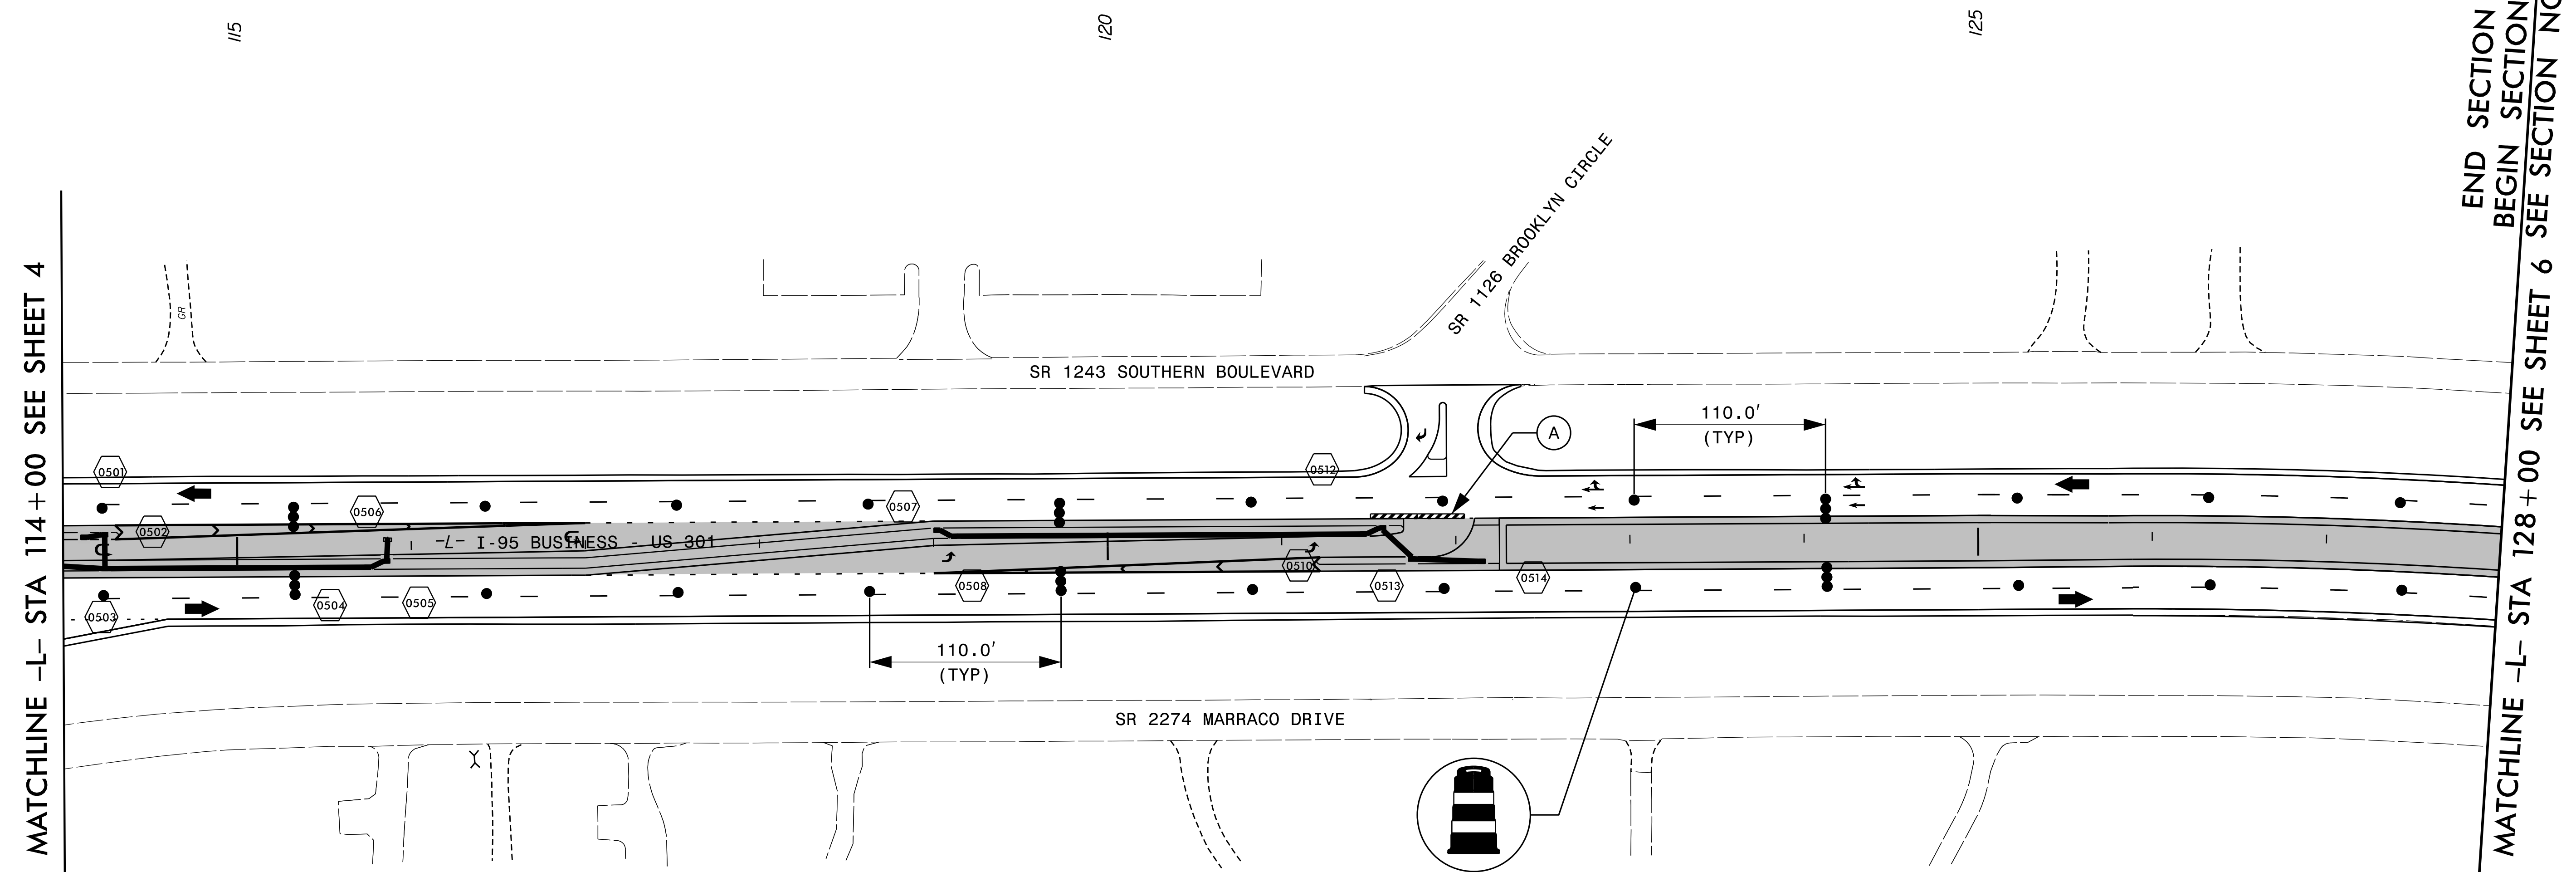 115
120
125
END SECTION
BEGIN SECTION
SEE SECTION NO
MATCHLINE -L- STA 114+00 SEE SHEET 4
MATCHLINE -L- STA 128+00 SEE SHEET 6
SR 1126 BROOKLYN CIRCLE
GR
SR 1243 SOUTHERN BOULEVARD
110.0'
(TYP)
A
0501
0512
0502
0506
0507
-L- I-95 BUSINESS - US 301
0510
0503
0504
0505
0508
0513
0514
110.0'
(TYP)
SR 2274 MARRACO DRIVE